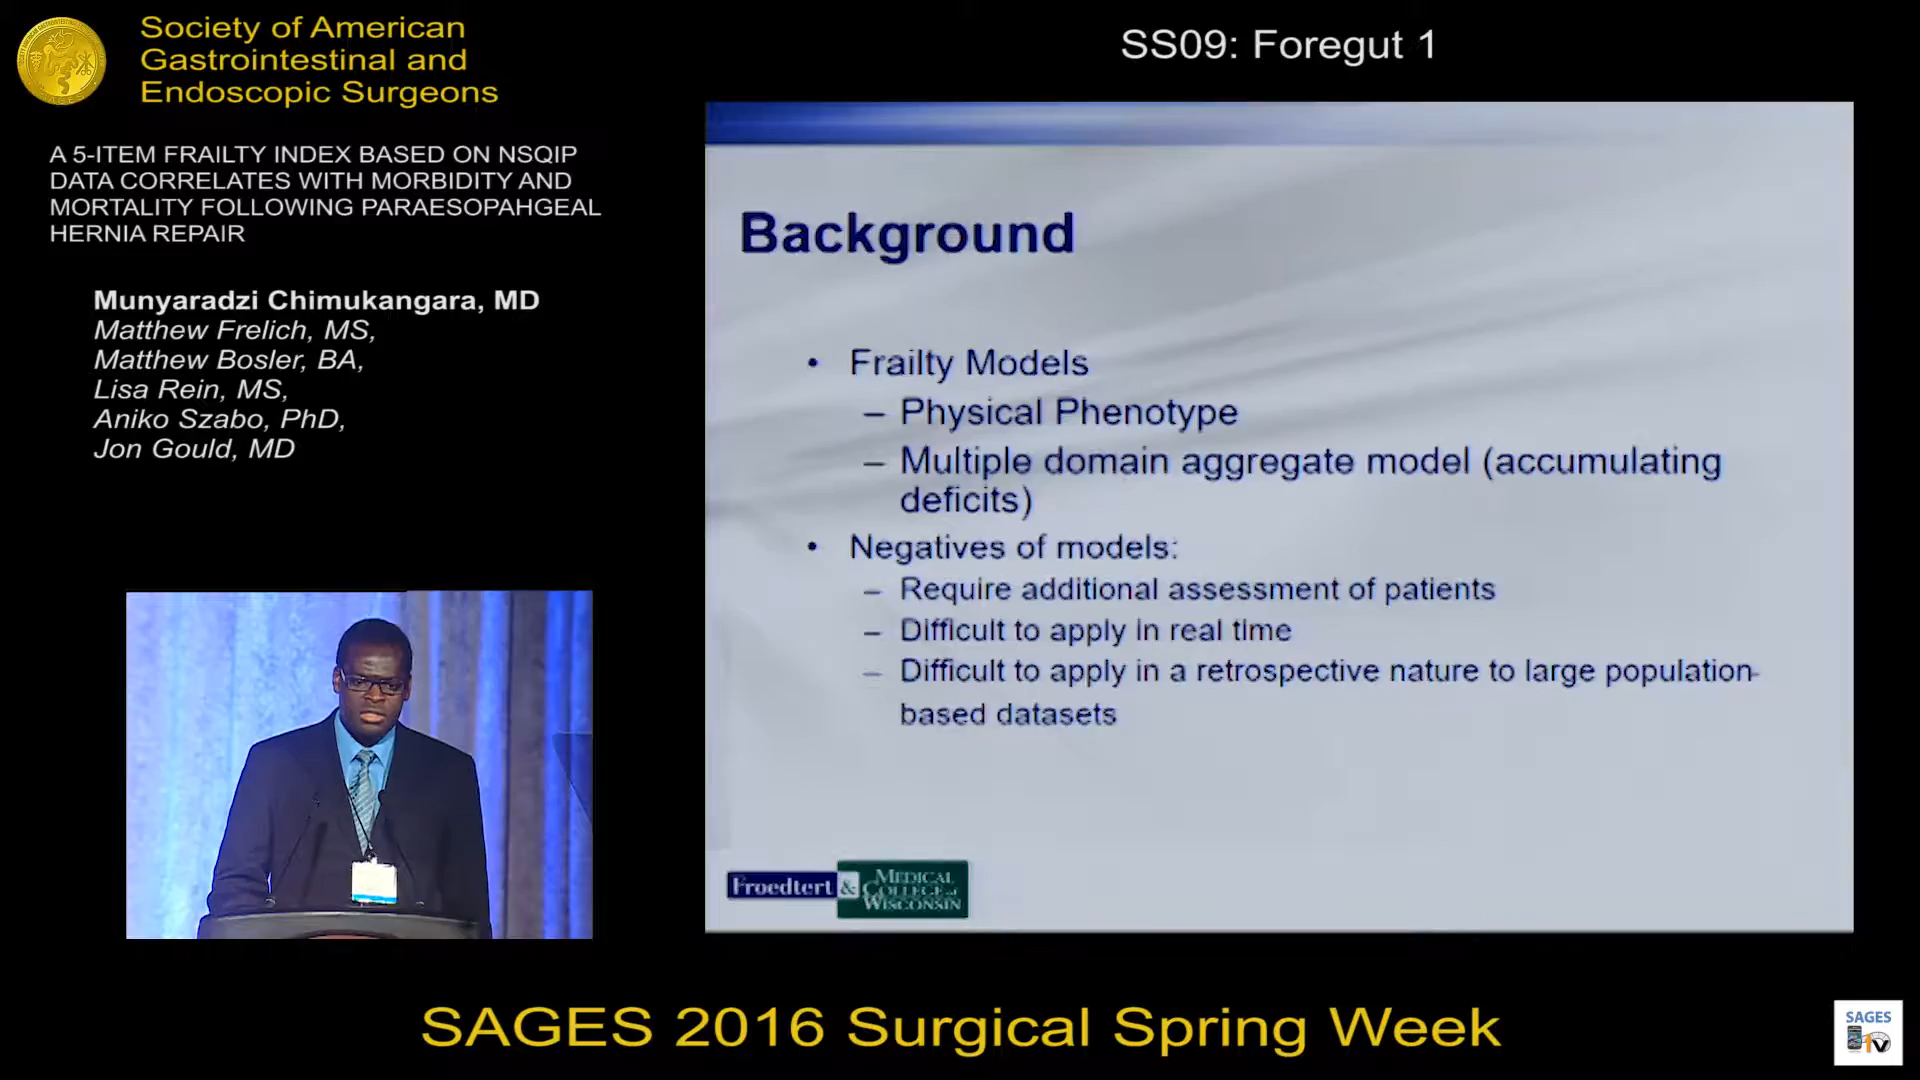 Society of American
Gastrointestinal and
Endoscopic Surgeons
SS09: Foregut 1
A 5-ITEM FRAILTY INDEX BASED ON NSQIP
DATA CORRELATES WITH MORBIDITY AND
MORTALITY FOLLOWING PARAESOPAHGEAL
HERNIA REPAIR
Munyaradzi Chimukangara, MD
Matthew Frelich, MS,
Matthew Bosler, BA,
Lisa Rein, MS,
Aniko Szabo, PhD,
Jon Gould, MD
Background
• Frailty Models
– Physical Phenotype
– Multiple domain aggregate model (accumulating
deficits)
• Negatives of models:
– Require additional assessment of patients
– Difficult to apply in real time
– Difficult to apply in a retrospective nature to large population-
based datasets
Froedtert & MEDICAL
COLLEGE of
WISCONSIN
SAGES 2016 Surgical Spring Week
SAGES
TV